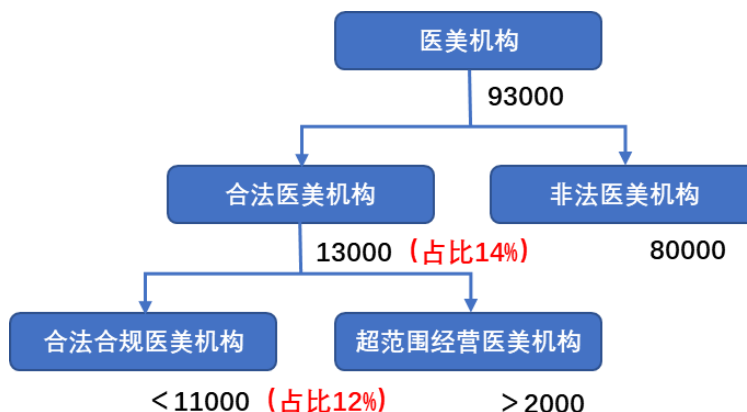 医美机构
93000
合法医美机构
非法医美机构
13000（占比14%）
80000
合法合规医美机构
超范围经营医美机构
＜11000（占比12%）
＞2000